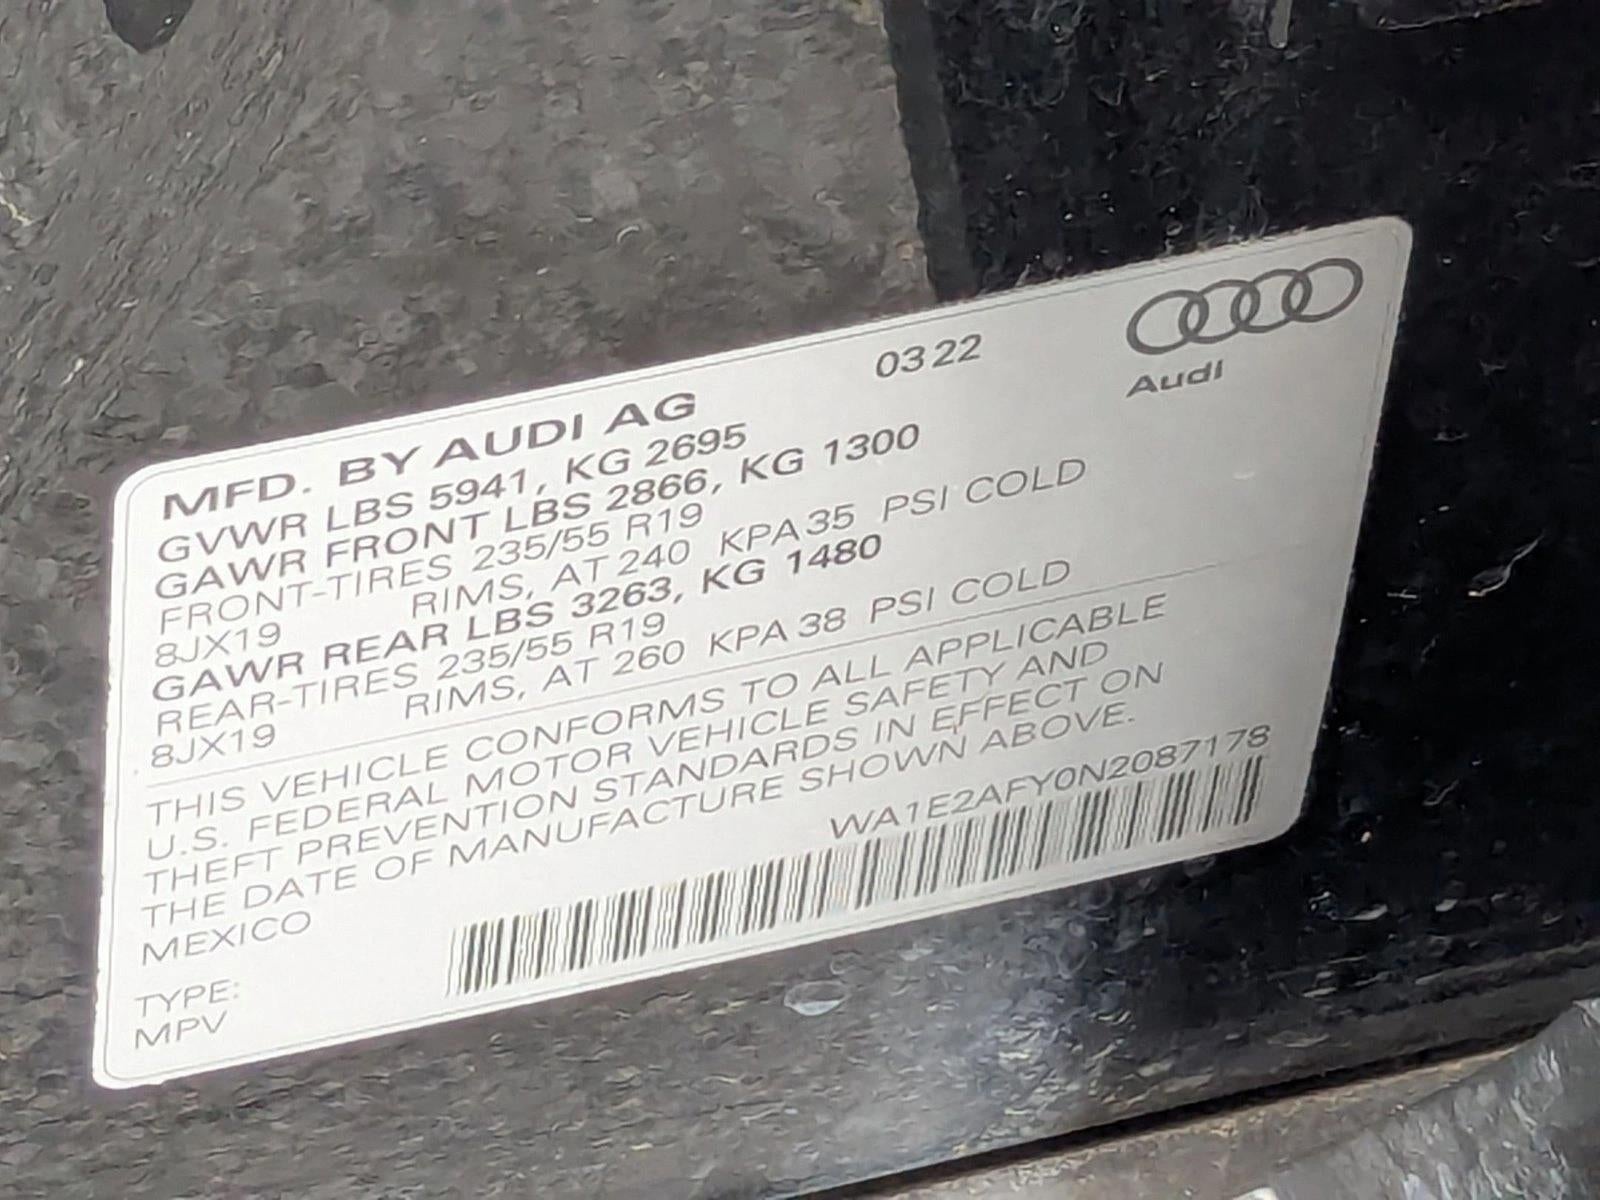 MFD. BY AUDI AG 03 22
Audi
GVWR LBS 5941, KG 2695
GAWR FRONT LBS 2866, KG 1300
FRONT-TIRES 235/55 R19
8JX19 RIMS, AT 240 KPA 35 PSI COLD
GAWR REAR LBS 3263, KG 1480
REAR-TIRES 235/55 R19
8JX19 RIMS, AT 260 KPA 38 PSI COLD
THIS VEHICLE CONFORMS TO ALL APPLICABLE
U.S. FEDERAL MOTOR VEHICLE SAFETY AND
THEFT PREVENTION STANDARDS IN EFFECT ON
THE DATE OF MANUFACTURE SHOWN ABOVE.
MEXICO WA1E2AFY0N2087178
TYPE:
MPV